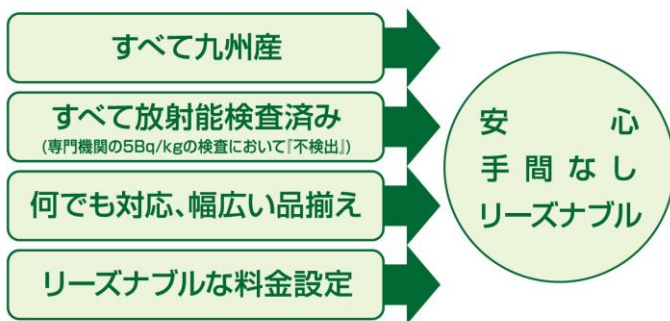 すべて九州産
すべて放射能検査済み
(専門機関の5Bq/kgの検査において『不検出』)
何でも対応、幅広い品揃え
リーズナブルな料金設定
安心
手間なし
リーズナブル